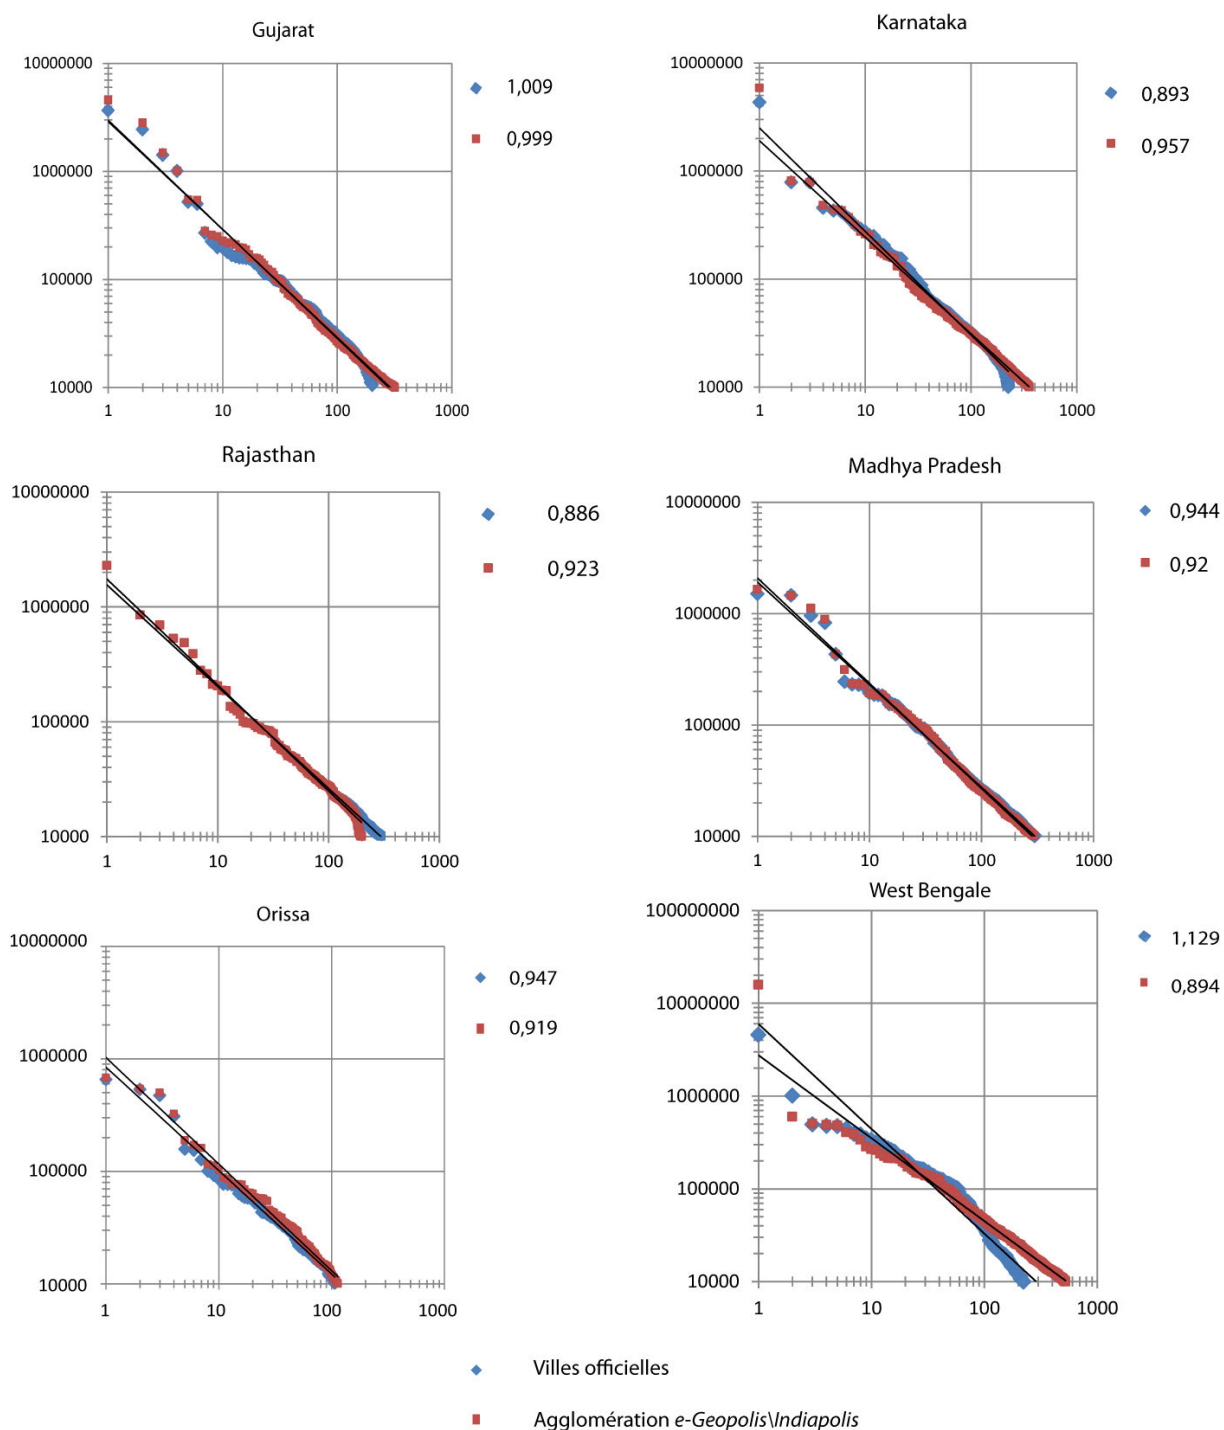 Gujarat
10000000
1000000
100000
10000
1 10 100 1000
1,009
0,999
Karnataka
10000000
1000000
100000
10000
1 10 100 1000
0,893
0,957
Rajasthan
10000000
1000000
100000
10000
1 10 100 1000
0,886
0,923
Madhya Pradesh
10000000
1000000
100000
10000
1 10 100 1000
0,944
0,92
Orissa
10000000
1000000
100000
10000
1 10 100 1000
0,947
0,919
West Bengale
100000000
10000000
1000000
100000
10000
1 10 100 1000
1,129
0,894
Villes officielles
Agglomération e-Geopolis\Indiapolis